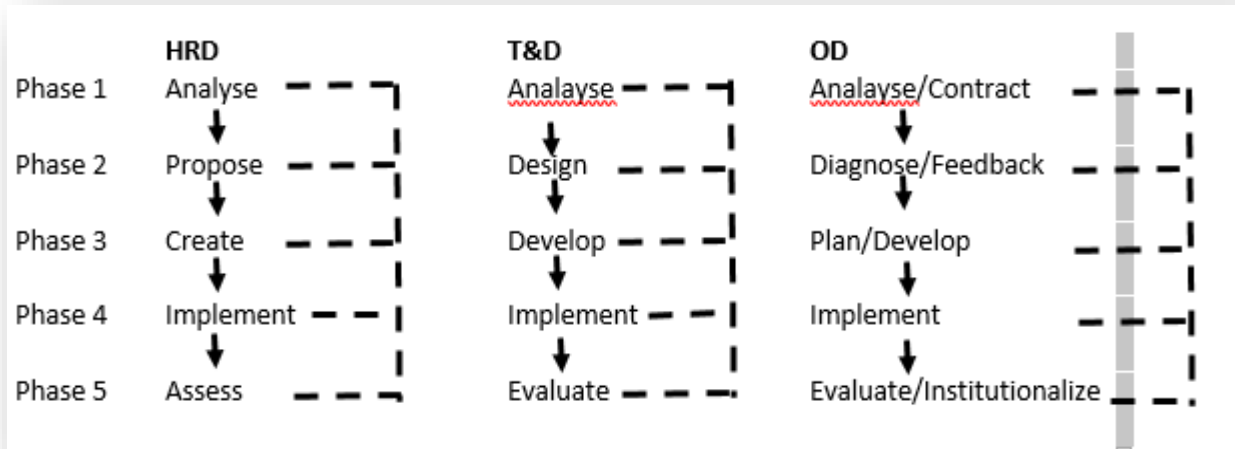 HRD T&D OD
Phase 1 Analyse Analayse Analayse/Contract
Phase 2 Propose Design Diagnose/Feedback
Phase 3 Create Develop Plan/Develop
Phase 4 Implement Implement Implement
Phase 5 Assess Evaluate Evaluate/Institutionalize